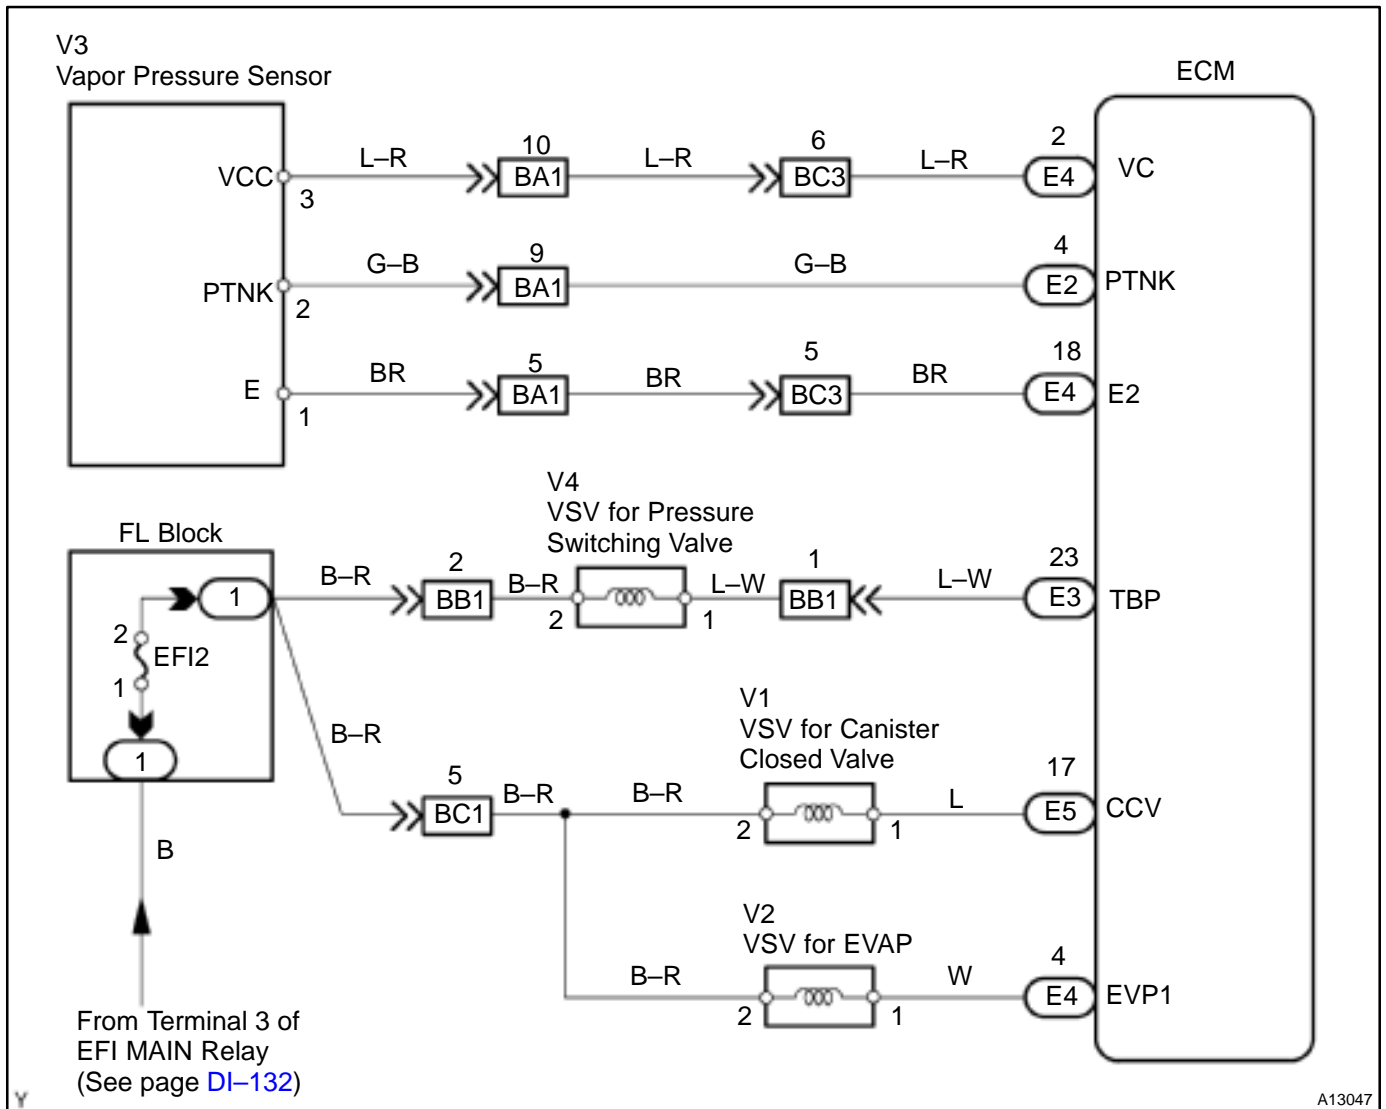 V3
Vapor Pressure Sensor
ECM
VCC
3
L–R
10
BA1
L–R
6
BC3
L–R
2
E4
VC
PTNK
2
G–B
9
BA1
G–B
4
E2
PTNK
E
1
BR
5
BA1
BR
5
BC3
BR
18
E4
E2
FL Block
1
2
EFI2
1
1
B–R
2
BB1
B–R
V4
VSV for Pressure
Switching Valve
2
1
L–W
1
BB1
L–W
23
E3
TBP
B–R
5
BC1
B–R
B–R
V1
VSV for Canister
Closed Valve
2
1
L
17
E5
CCV
B
B–R
V2
VSV for EVAP
2
1
W
4
E4
EVP1
From Terminal 3 of
EFI MAIN Relay
(See page DI–132)
Y
A13047